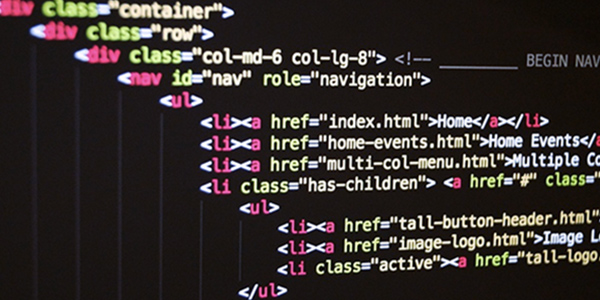 <div class="container">
<div class="row">
<div class="col-md-6 col-lg-8"> <!-- __________ BEGIN NAV
<nav id="nav" role="navigation">
<ul>
<li><a href="index.html">Home</a></li>
<li><a href="home-events.html">Home Events</a
<li><a href="multi-col-menu.html">Multiple Co
<li class="has-children"> <a href="#" class="
<ul>
<li><a href="tall-button-header.html"
<li><a href="image-logo.html">Image Lo
<li class="active"><a href="tall-logo.
</ul>